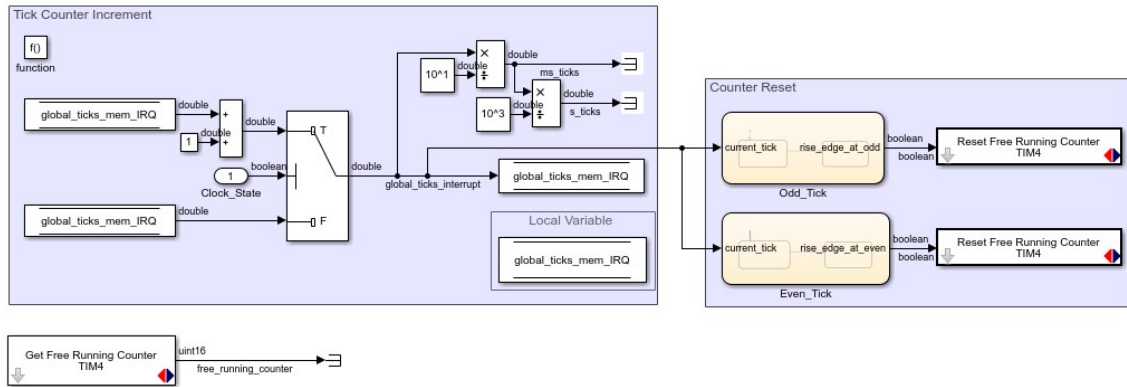 Tick Counter Increment
f()
function
double
global_ticks_mem_IRQ
+
+
double
1
double
boolean
1
Clock_State
double
global_ticks_mem_IRQ
T
F
double
global_ticks_interrupt
10^1
double
×
÷
double
ms_ticks
10^3
double
×
÷
double
s_ticks
global_ticks_mem_IRQ
Local Variable
global_ticks_mem_IRQ
Counter Reset
current_tick
rise_edge_at_odd
Odd_Tick
boolean
boolean
Reset Free Running Counter
TIM4
current_tick
rise_edge_at_even
Even_Tick
boolean
boolean
Reset Free Running Counter
TIM4
Get Free Running Counter
TIM4
uint16
free_running_counter